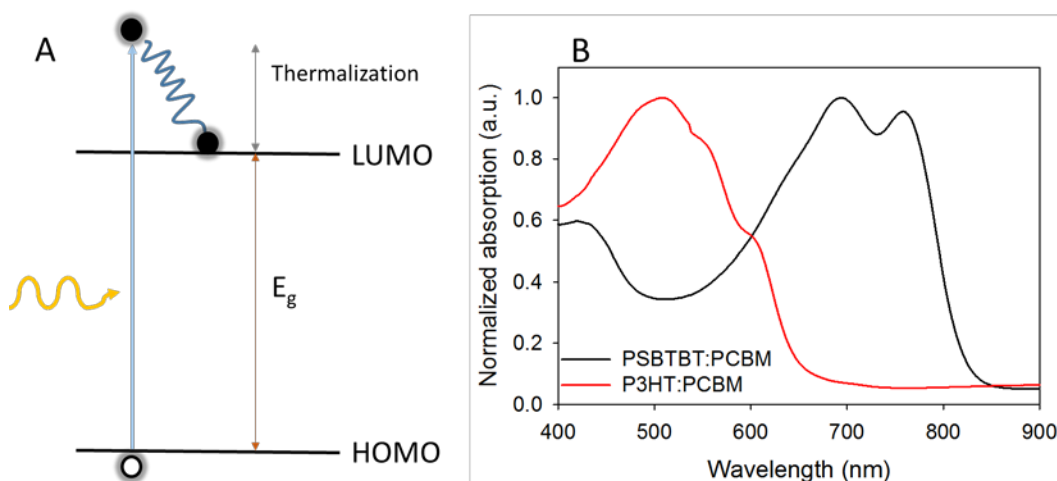 A
Thermalization
LUMO
E_g
HOMO
B
Normalized absorption (a.u.)
1.0
0.8
0.6
0.4
0.2
0.0
PSBTBT:PCBM
P3HT:PCBM
400 500 600 700 800 900
Wavelength (nm)